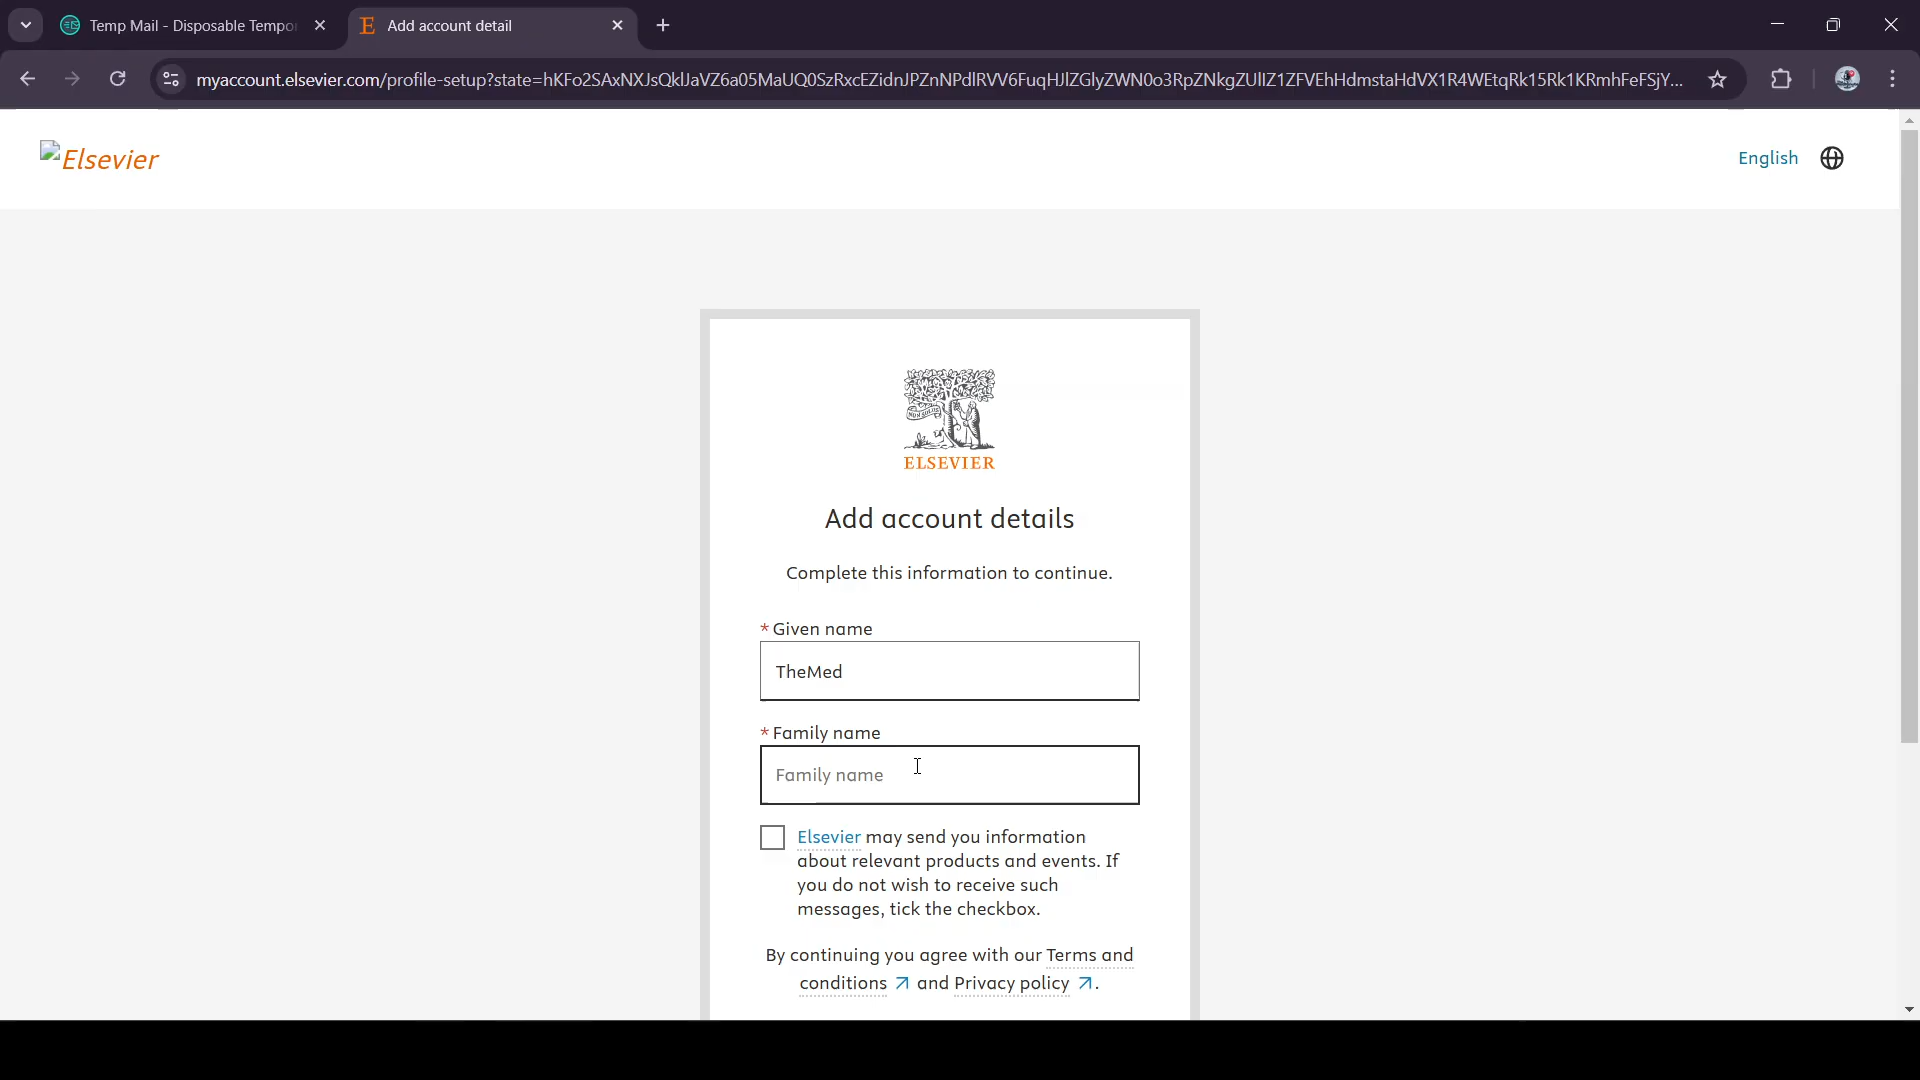 Temp Mail - Disposable Tempo
Add account detail
myaccount.elsevier.com/profile-setup?state=hKFo2SAxNXJsQklJaVZ6a05MaUQ0SzRxcEZidnJPZnNPdlRVV6FuqHJlZGlyZWN0o3RpZNkgZUlIZ1ZFVEhHdmstaHdVX1R4WEtqRk15Rk1KRmhFeFSjY...
Elsevier
English
ELSEVIER
Add account details
Complete this information to continue.
* Given name
TheMed
* Family name
Family name
Elsevier may send you information
about relevant products and events. If
you do not wish to receive such
messages, tick the checkbox.
By continuing you agree with our Terms and
conditions ↗ and Privacy policy ↗.